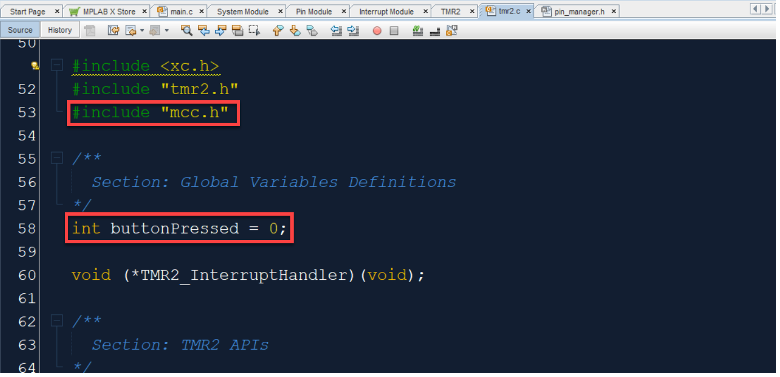 Start Page MPLAB X Store main.c System Module Pin Module Interrupt Module TMR2 tmr2.c pin_manager.h
Source History
50
#include <xc.h>
52 #include "tmr2.h"
53 #include "mcc.h"
54
55 /**
56 Section: Global Variables Definitions
57 */
58 int buttonPressed = 0;
59
60 void (*TMR2_InterruptHandler)(void);
61
62 /**
63 Section: TMR2 APIs
64 */